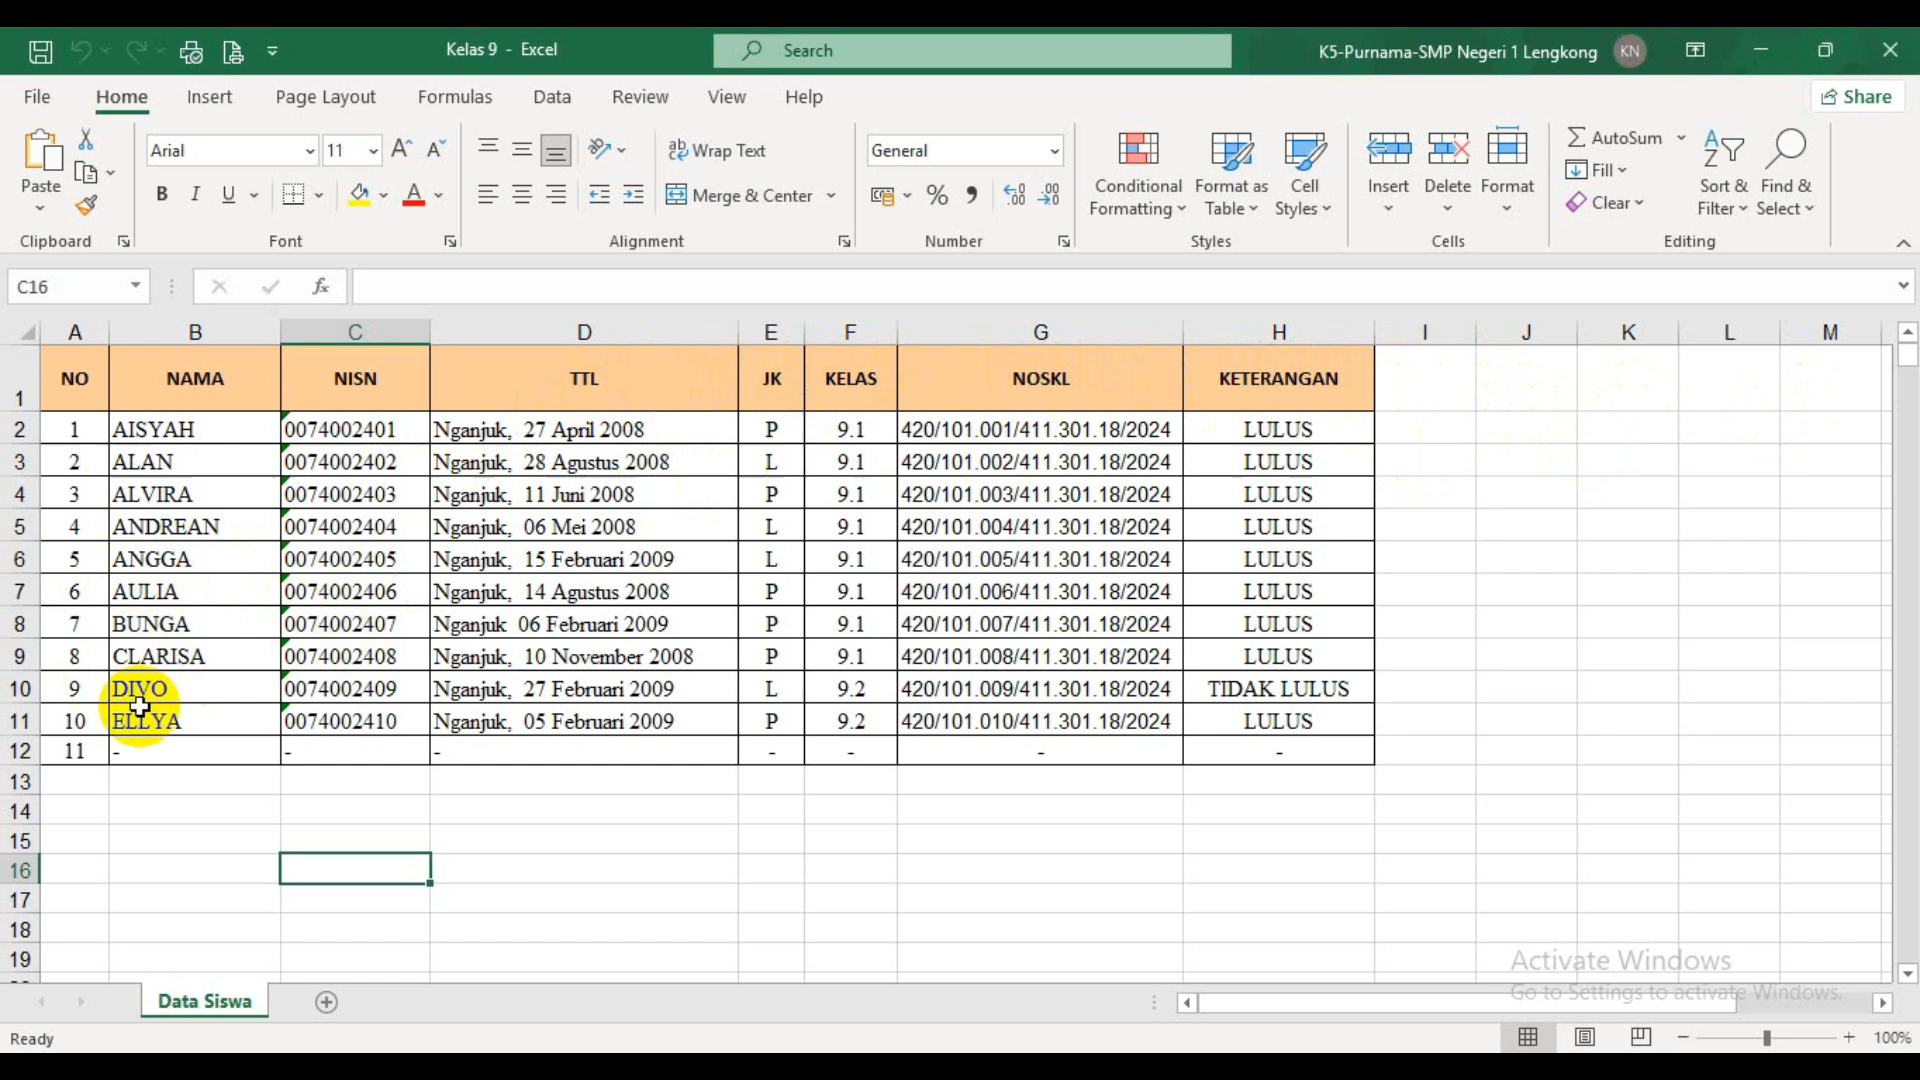 Kelas 9 - Excel
Search
K5-Purnama-SMP Negeri 1 Lengkong
KN
File Home Insert Page Layout Formulas Data Review View Help
Share
Paste
Clipboard
Arial 11
B I U
Font
Wrap Text
Merge & Center
Alignment
General
Number
Conditional Formatting
Format as Table
Cell Styles
Styles
Insert Delete Format
Cells
AutoSum
Fill
Clear
Sort & Filter
Find & Select
Editing
C16
fx
A B C D E F G H I J K L M
1 NO NAMA NISN TTL JK KELAS NOSKL KETERANGAN
2 1 AISYAH 0074002401 Nganjuk, 27 April 2008 P 9.1 420/101.001/411.301.18/2024 LULUS
3 2 ALAN 0074002402 Nganjuk, 28 Agustus 2008 L 9.1 420/101.002/411.301.18/2024 LULUS
4 3 ALVIRA 0074002403 Nganjuk, 11 Juni 2008 P 9.1 420/101.003/411.301.18/2024 LULUS
5 4 ANDREAN 0074002404 Nganjuk, 06 Mei 2008 L 9.1 420/101.004/411.301.18/2024 LULUS
6 5 ANGGA 0074002405 Nganjuk, 15 Februari 2009 L 9.1 420/101.005/411.301.18/2024 LULUS
7 6 AULIA 0074002406 Nganjuk, 14 Agustus 2008 P 9.1 420/101.006/411.301.18/2024 LULUS
8 7 BUNGA 0074002407 Nganjuk 06 Februari 2009 P 9.1 420/101.007/411.301.18/2024 LULUS
9 8 CLARISA 0074002408 Nganjuk, 10 November 2008 P 9.1 420/101.008/411.301.18/2024 LULUS
10 9 DIVO 0074002409 Nganjuk, 27 Februari 2009 L 9.2 420/101.009/411.301.18/2024 TIDAK LULUS
11 10 ELLYA 0074002410 Nganjuk, 05 Februari 2009 P 9.2 420/101.010/411.301.18/2024 LULUS
12 11 - - - - - - -
13
14
15
16
17
18
19
Activate Windows
Go to Settings to activate Windows.
Data Siswa
Ready
100%